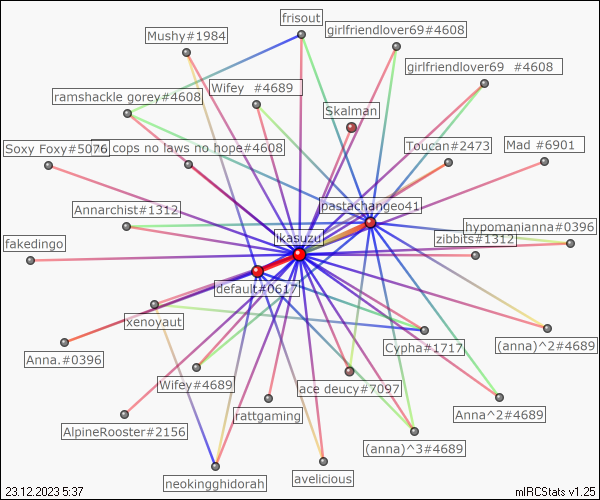 frisout
Mushy#1984
girlfriendlover69#4608
girlfriendlover69 #4608
ramshackle gorey#4608
Wifey #4689
Skalman
Soxy Foxy#5076
cops no laws no hope#4608
Toucan#2473
Mad #6901
Annarchist#1312
pastachangeo41
hypomanianna#0396
fakedingo
Ikasuzu
zibbits#1312
default#0617
xenoyaut
Anna.#0396
Cypha#1717
(anna)^2#4689
Wifey#4689
ace deucy#7097
rattgaming
Anna^2#4689
AlpineRooster#2156
(anna)^3#4689
neokingghidorah
avelicious
23.12.2023 5:37
mIRCStats v1.25